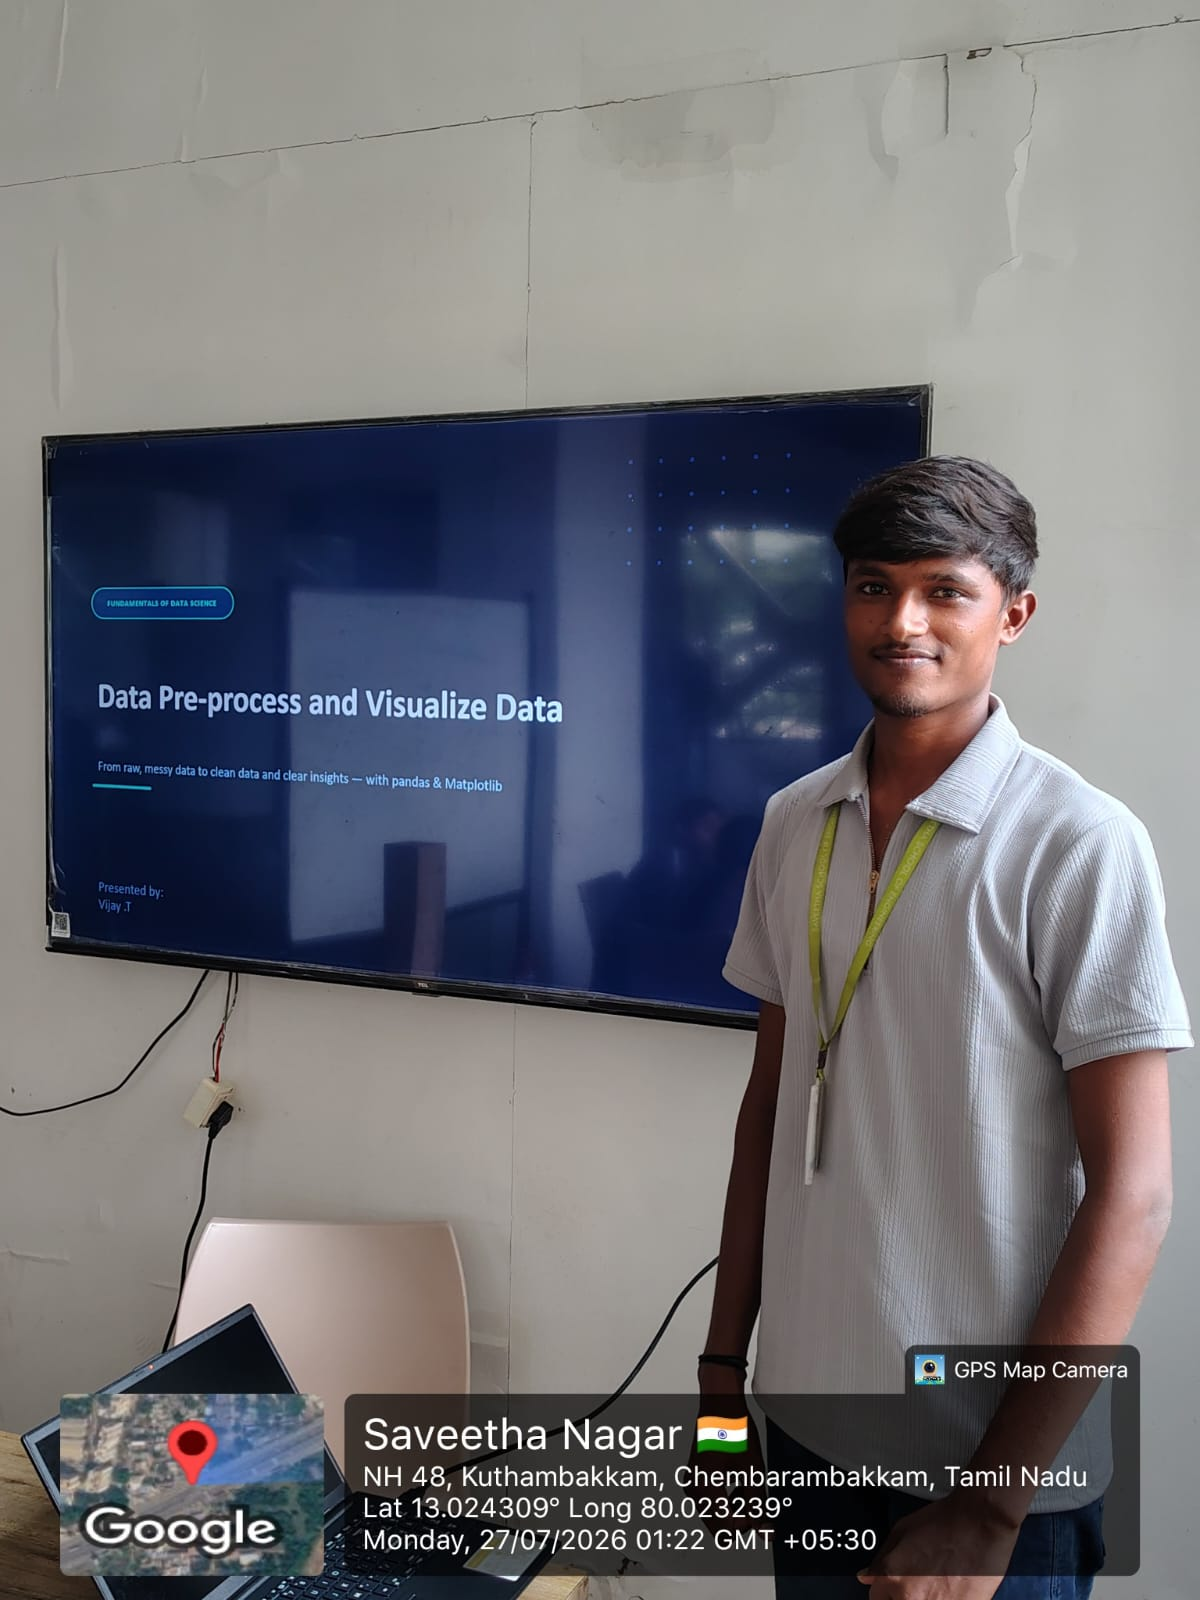 FUNDAMENTALS OF DATA SCIENCE
Data Pre-process and Visualize Data
From raw, messy data to clean data and clear insights — with pandas & Matplotlib
Presented by:
Vijay .T
TCL
GPS Map Camera
Google
Saveetha Nagar
NH 48, Kuthambakkam, Chembarambakkam, Tamil Nadu
Lat 13.024309° Long 80.023239°
Monday, 27/07/2026 01:22 GMT +05:30